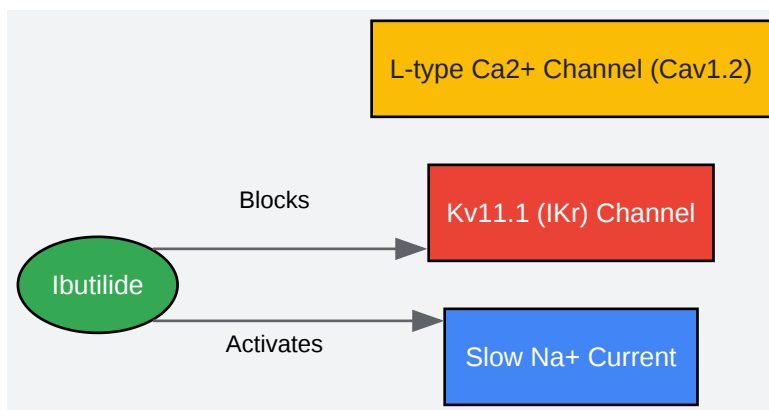 L-type Ca2+ Channel (Cav1.2)
Blocks
Kv11.1 (IKr) Channel
Ibutilide
Activates
Slow Na+ Current